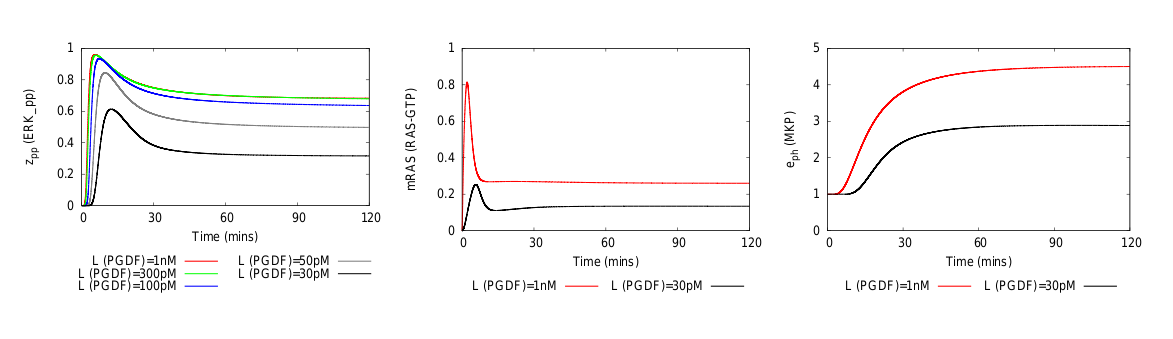 1
0.8
0.6
0.4
0.2
0
z_pp (ERK_pp)
0 30 60 90 120
Time (mins)
L (PGDF)=1nM
L (PGDF)=300pM
L (PGDF)=100pM
L (PGDF)=50pM
L (PGDF)=30pM
1
0.8
0.6
0.4
0.2
0
mRAS (RAS-GTP)
0 30 60 90 120
Time (mins)
L (PGDF)=1nM L (PGDF)=30pM
5
4
3
2
1
0
e_ph (MKP)
0 30 60 90 120
Time (mins)
L (PGDF)=1nM L (PGDF)=30pM